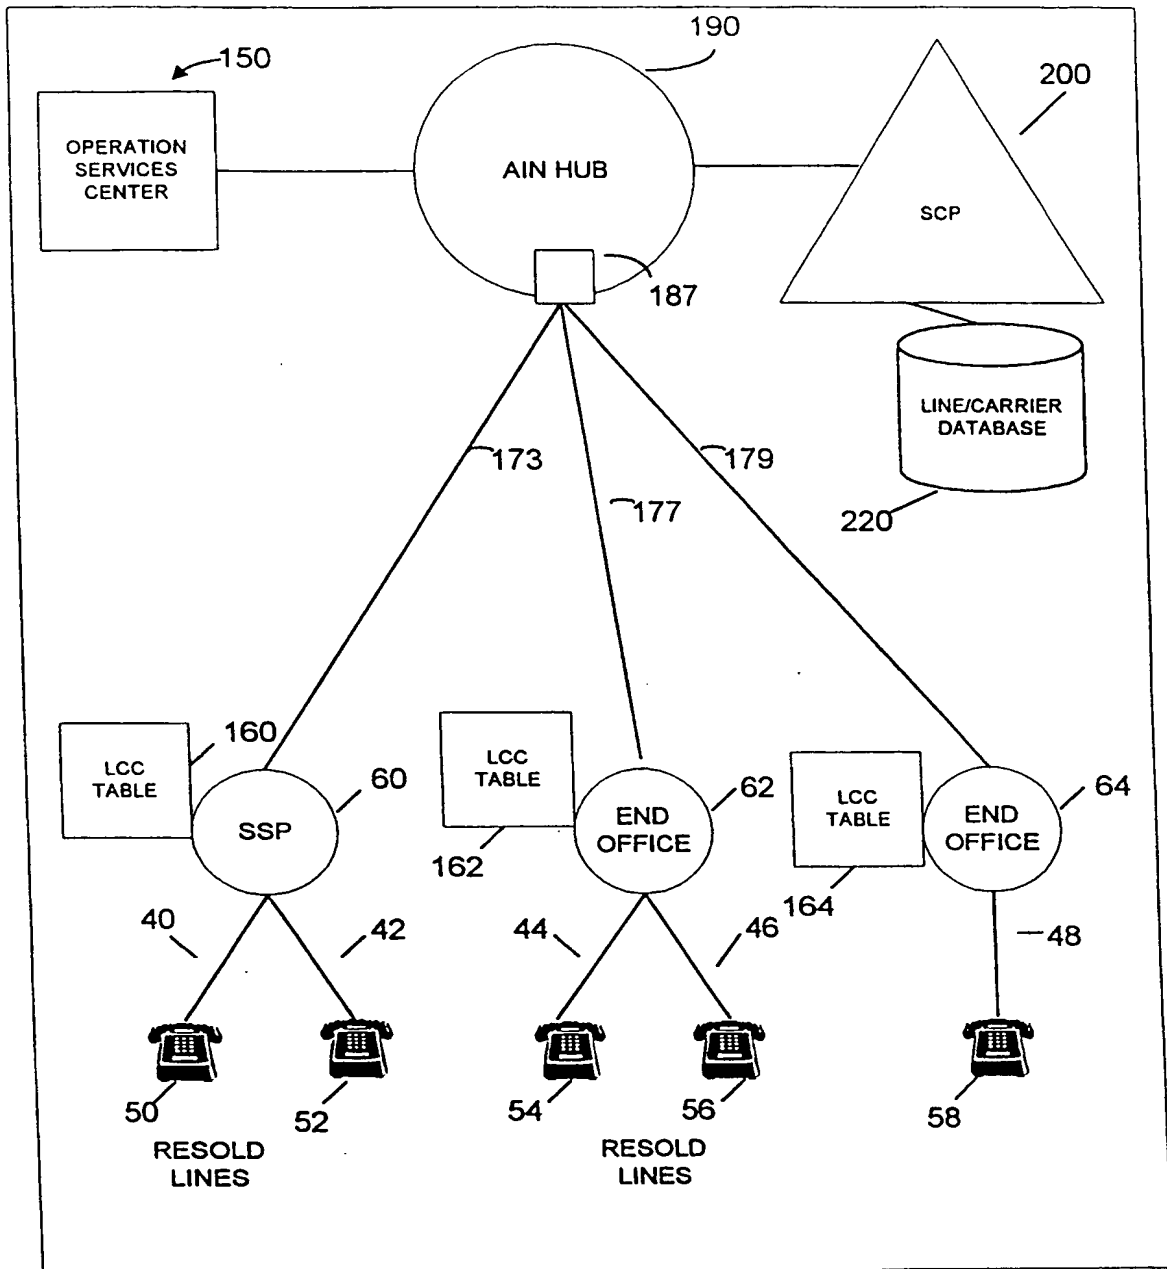 190
150
200
OPERATION
SERVICES
CENTER
AIN HUB
SCP
187
LINE/CARRIER
DATABASE
173
179
177
220
160
LCC
TABLE
60
SSP
LCC
TABLE
162
62
END
OFFICE
LCC
TABLE
164
64
END
OFFICE
40
42
44
46
48
50
52
54
56
58
RESOLD
LINES
RESOLD
LINES